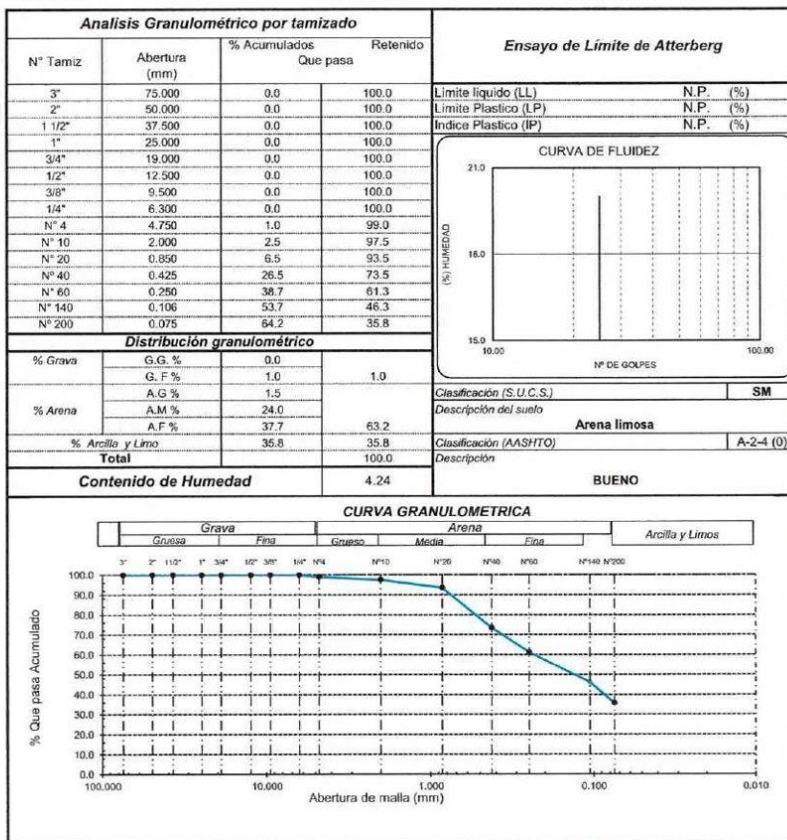 Analisis Granulométrico por tamizado
N° Tamiz Abertura (mm) % Acumulados Retenido Que pasa
3" 75.000 0.0 100.0
2" 50.000 0.0 100.0
1 1/2" 37.500 0.0 100.0
1" 25.000 0.0 100.0
3/4" 19.000 0.0 100.0
1/2" 12.500 0.0 100.0
3/8" 9.500 0.0 100.0
1/4" 6.300 0.0 100.0
N° 4 4.750 1.0 99.0
N° 10 2.000 2.5 97.5
N° 20 0.850 6.5 93.5
N° 40 0.425 26.5 73.5
N° 60 0.250 38.7 61.3
N° 140 0.106 53.7 46.3
N° 200 0.075 64.2 35.8
Distribución granulométrico
% Grava G.G. % 0.0
G. F % 1.0 1.0
A.G % 1.5
% Arena A.M % 24.0
A.F % 37.7 63.2
% Arcilla y Limo 35.8 35.8
Total 100.0
Contenido de Humedad 4.24
Ensayo de Límite de Atterberg
Limite liquido (LL) N.P. (%)
Limite Plastico (LP) N.P. (%)
Indice Plastico (IP) N.P. (%)
CURVA DE FLUIDEZ
21.0
(%) HUMEDAD
18.0
15.0
10.00 100.00
N° DE GOLPES
Clasificación (S.U.C.S.) SM
Descripción del suelo
Arena limosa
Clasificación (AASHTO) A-2-4 (0)
Descripción
BUENO
CURVA GRANULOMETRICA
Grava Arena Arcilla y Limos
Gruesa Fina Grueso Media Fina
3" 2" 11/2" 1" 3/4" 1/2" 3/8" 1/4" N°4 N°10 N°20 N°40 N°60 N°140 N°200
% Que pasa Acumulado
100.0
90.0
80.0
70.0
60.0
50.0
40.0
30.0
20.0
10.0
0.0
100.000 10.000 1.000 0.100 0.010
Abertura de malla (mm)